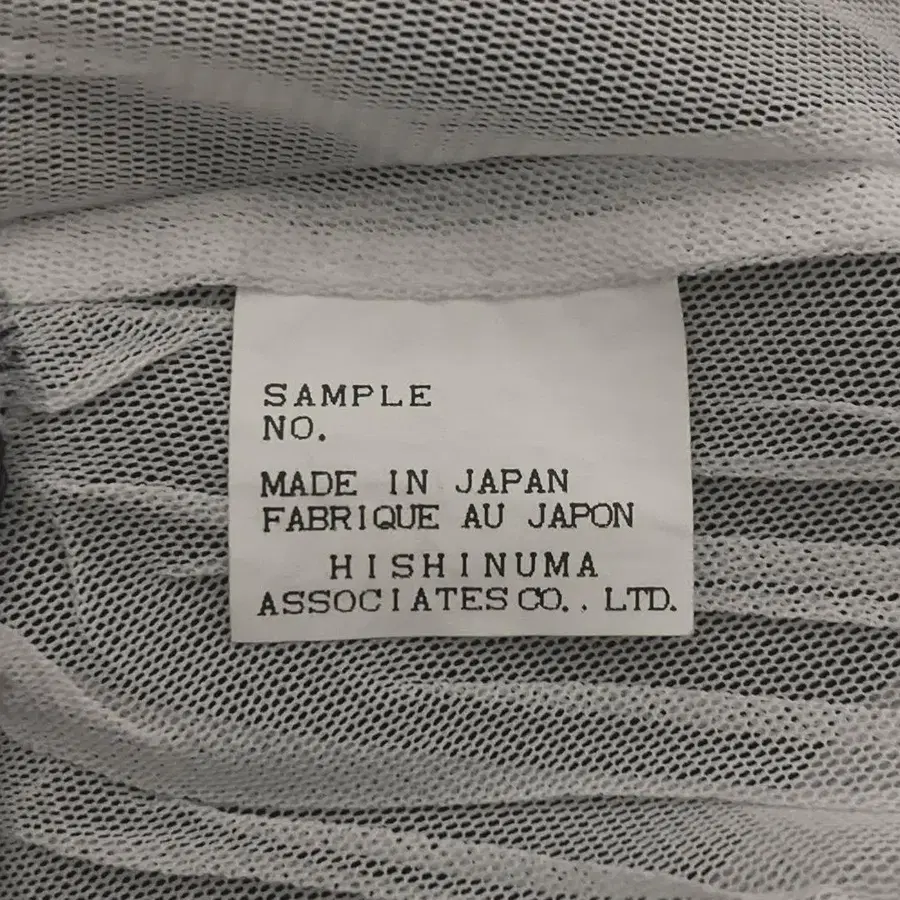 SAMPLE
NO.
MADE IN JAPAN
FABRIQUE AU JAPON
HISHINUMA
ASSOCIATES CO., LTD.